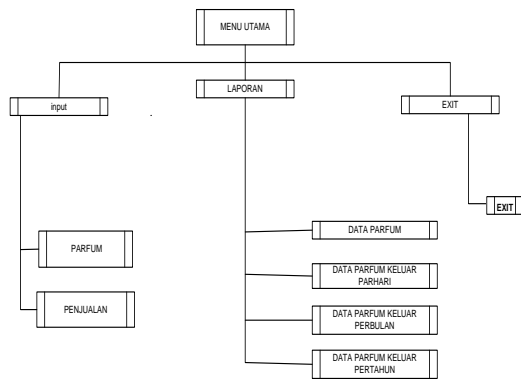 MENU UTAMA
input
LAPORAN
EXIT
EXIT
PARFUM
PENJUALAN
DATA PARFUM
DATA PARFUM KELUAR
PARHARI
DATA PARFUM KELUAR
PERBULAN
DATA PARFUM KELUAR
PERTAHUN